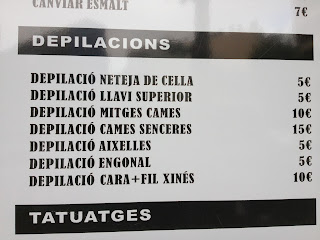 CANVIAR ESMALT 7€
DEPILACIONS
DEPILACIÓ NETEJA DE CELLA 5€
DEPILACIÓ LLAVI SUPERIOR 5€
DEPILACIÓ MITGES CAMES 10€
DEPILACIÓ CAMES SENCERES 15€
DEPILACIÓ AIXELLES 5€
DEPILACIÓ ENGONAL 5€
DEPILACIÓ CARA+FIL XINÉS 10€
TATUATGES